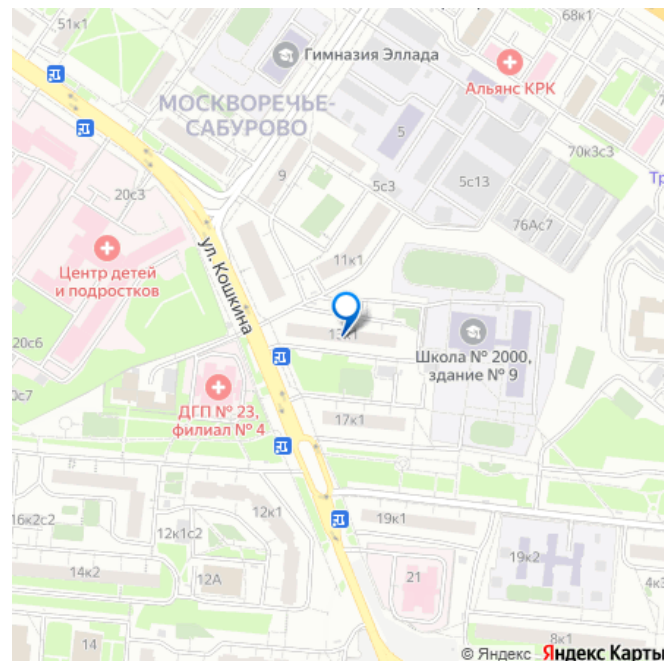 51к1
68к1
Гимназия Эллада
Альянс КРК
МОСКВОРЕЧЬЕ-
САБУРОВО
5
70к3с3
9
5с3
5с13
Тр
20с3
76Ас7
ул. Кошкина
Центр детей
и подростков
11к1
20с6
Школа № 2000,
здание № 9
0с7
ДГП № 23,
филиал № 4
17к1
16к2с2
12к1с2
12к1
19к1
19к2
14к2
12А
21
4к3
14
8к1
© Яндекс Яндекс Карты